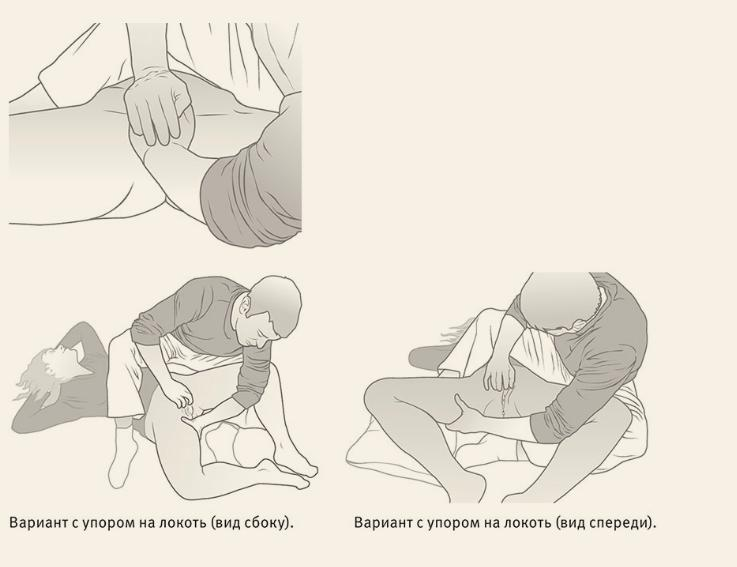 Вариант с упором на локоть (вид сбоку).
Вариант с упором на локоть (вид спереди).